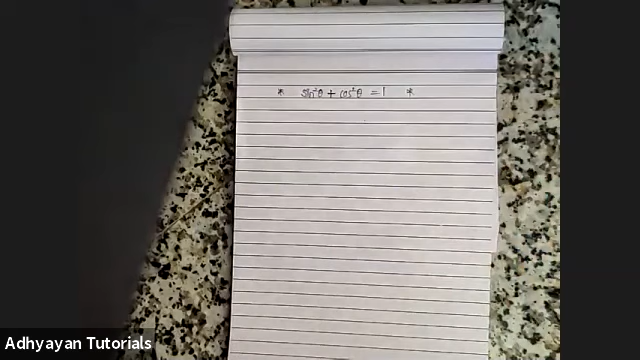 * sin²θ + cos²θ = 1 *
Adhyayan Tutorials